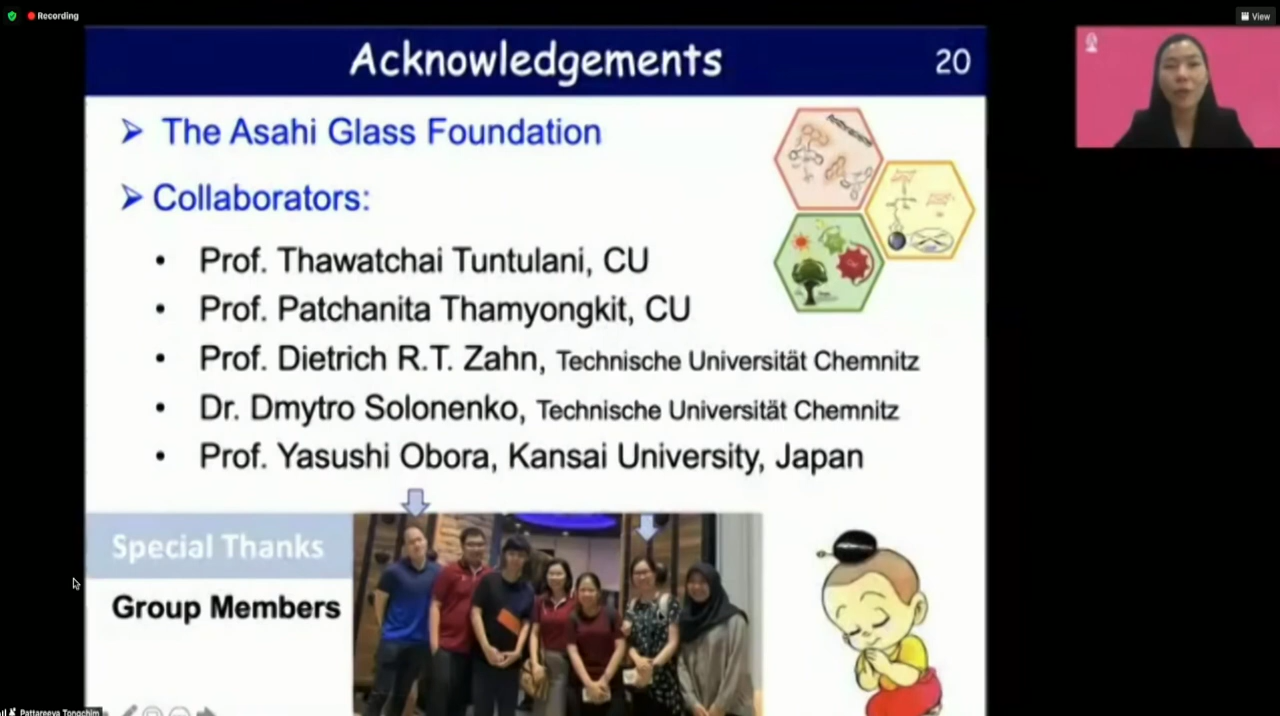 Recording
View
Acknowledgements
20
The Asahi Glass Foundation
Collaborators:
Prof. Thawatchai Tuntulani, CU
Prof. Patchanita Thamyongkit, CU
Prof. Dietrich R.T. Zahn, Technische Universität Chemnitz
Dr. Dmytro Solonenko, Technische Universität Chemnitz
Prof. Yasushi Obora, Kansai University, Japan
Special Thanks
Group Members
Pattareeya Tongchim